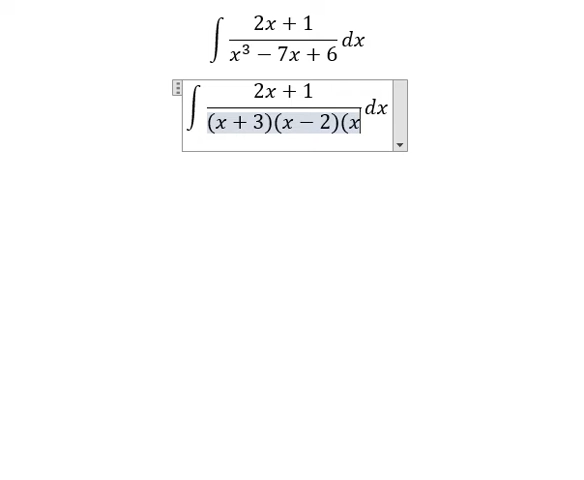 ∫ (2x + 1)/(x³ − 7x + 6) dx
∫ (2x + 1)/((x + 3)(x − 2)(x dx